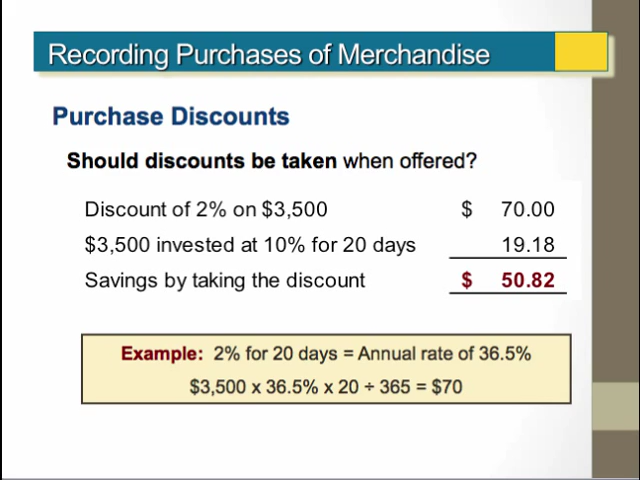 Recording Purchases of Merchandise
Purchase Discounts
Should discounts be taken when offered?
Discount of 2% on $3,500 $ 70.00
$3,500 invested at 10% for 20 days 19.18
Savings by taking the discount $ 50.82
Example: 2% for 20 days = Annual rate of 36.5%
$3,500 x 36.5% x 20 ÷ 365 = $70